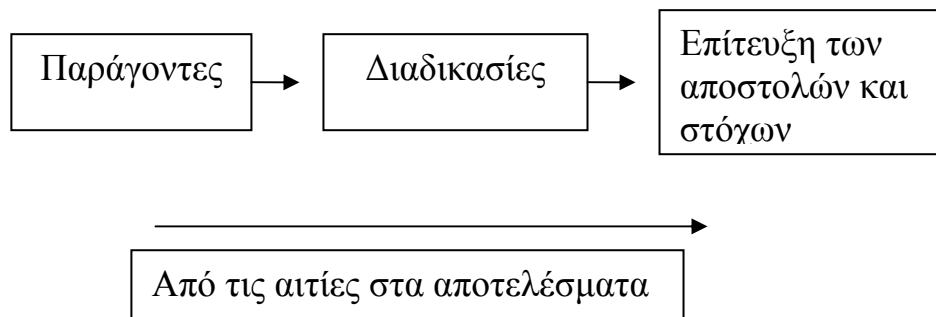 Παράγοντες
Διαδικασίες
Επίτευξη των
αποστολών και
στόχων
Από τις αιτίες στα αποτελέσματα